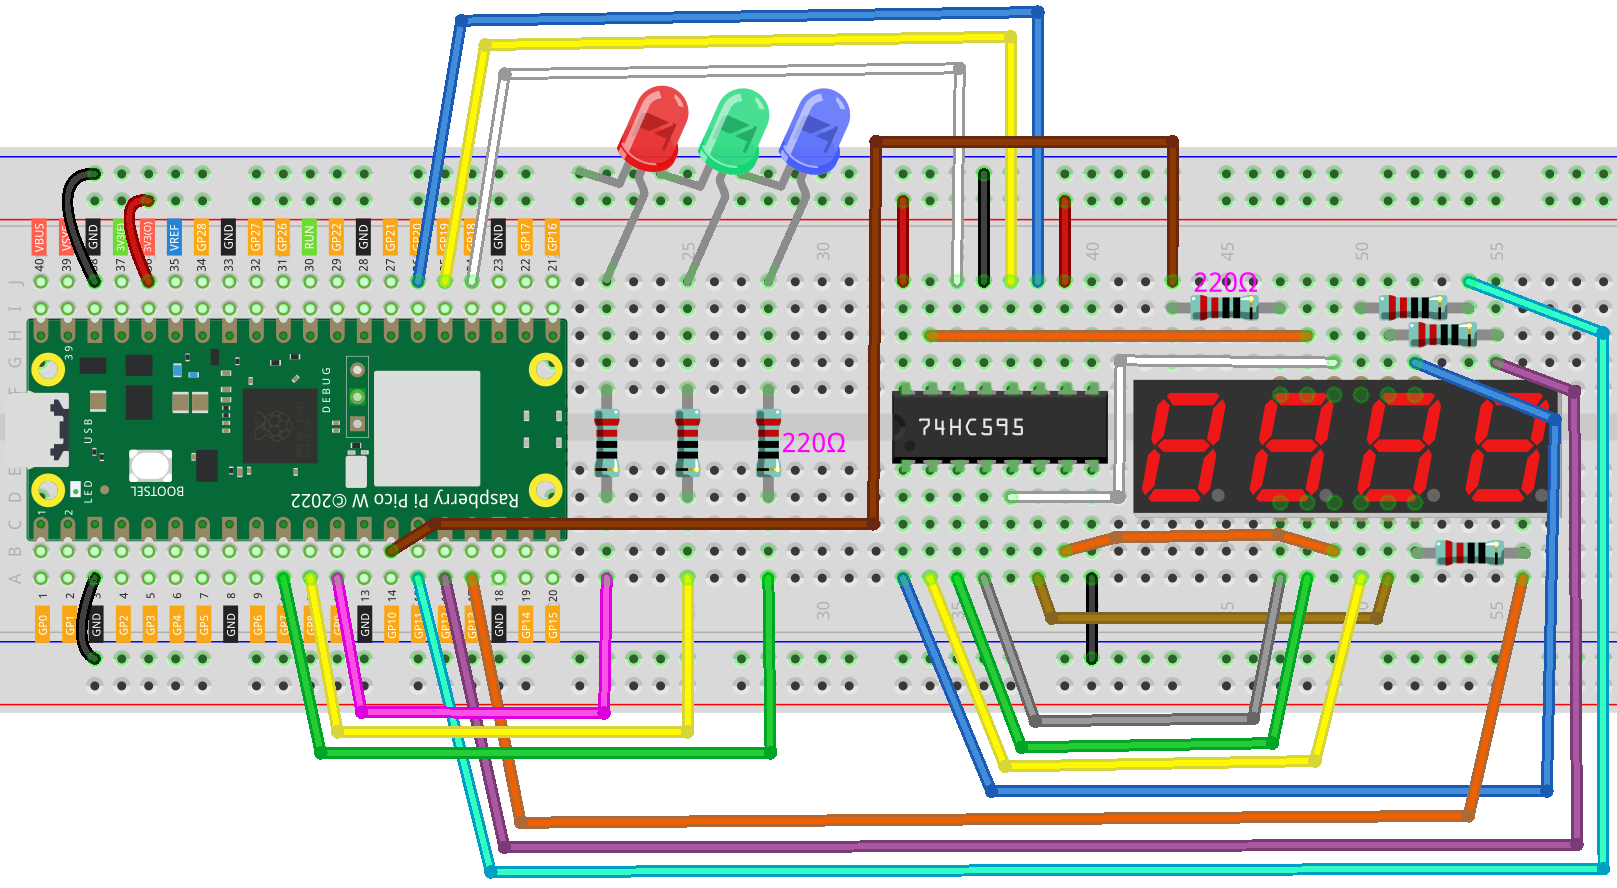 VBUS
VSYS
GND
3V3(E)
3V3(O)
VREF
GP28
GND
GP27
GP26
RUN
GP22
GND
GP21
GP20
GP19
GP18
GND
GP17
GP16
40 39 38 37 36 35 34 33 32 31 30 29 28 27 22 21
25 30 40 45 50 55
J
I
H
G
F
E
D
C
B
A
220Ω
39
DEBUG
USB
BOOTSEL
LED
Raspberry Pi Pico W ©2022
1
2
220Ω
74HC595
1 2 3 4 5 6 7 8 9 10 11 12 13 14 15 16 17 18 19 20
30 35 50 55
GP0
GP1
GND
GP2
GP3
GP4
GP5
GND
GP6
GP7
GP8
GP9
GND
GP10
GP11
GP12
GP13
GND
GP14
GP15